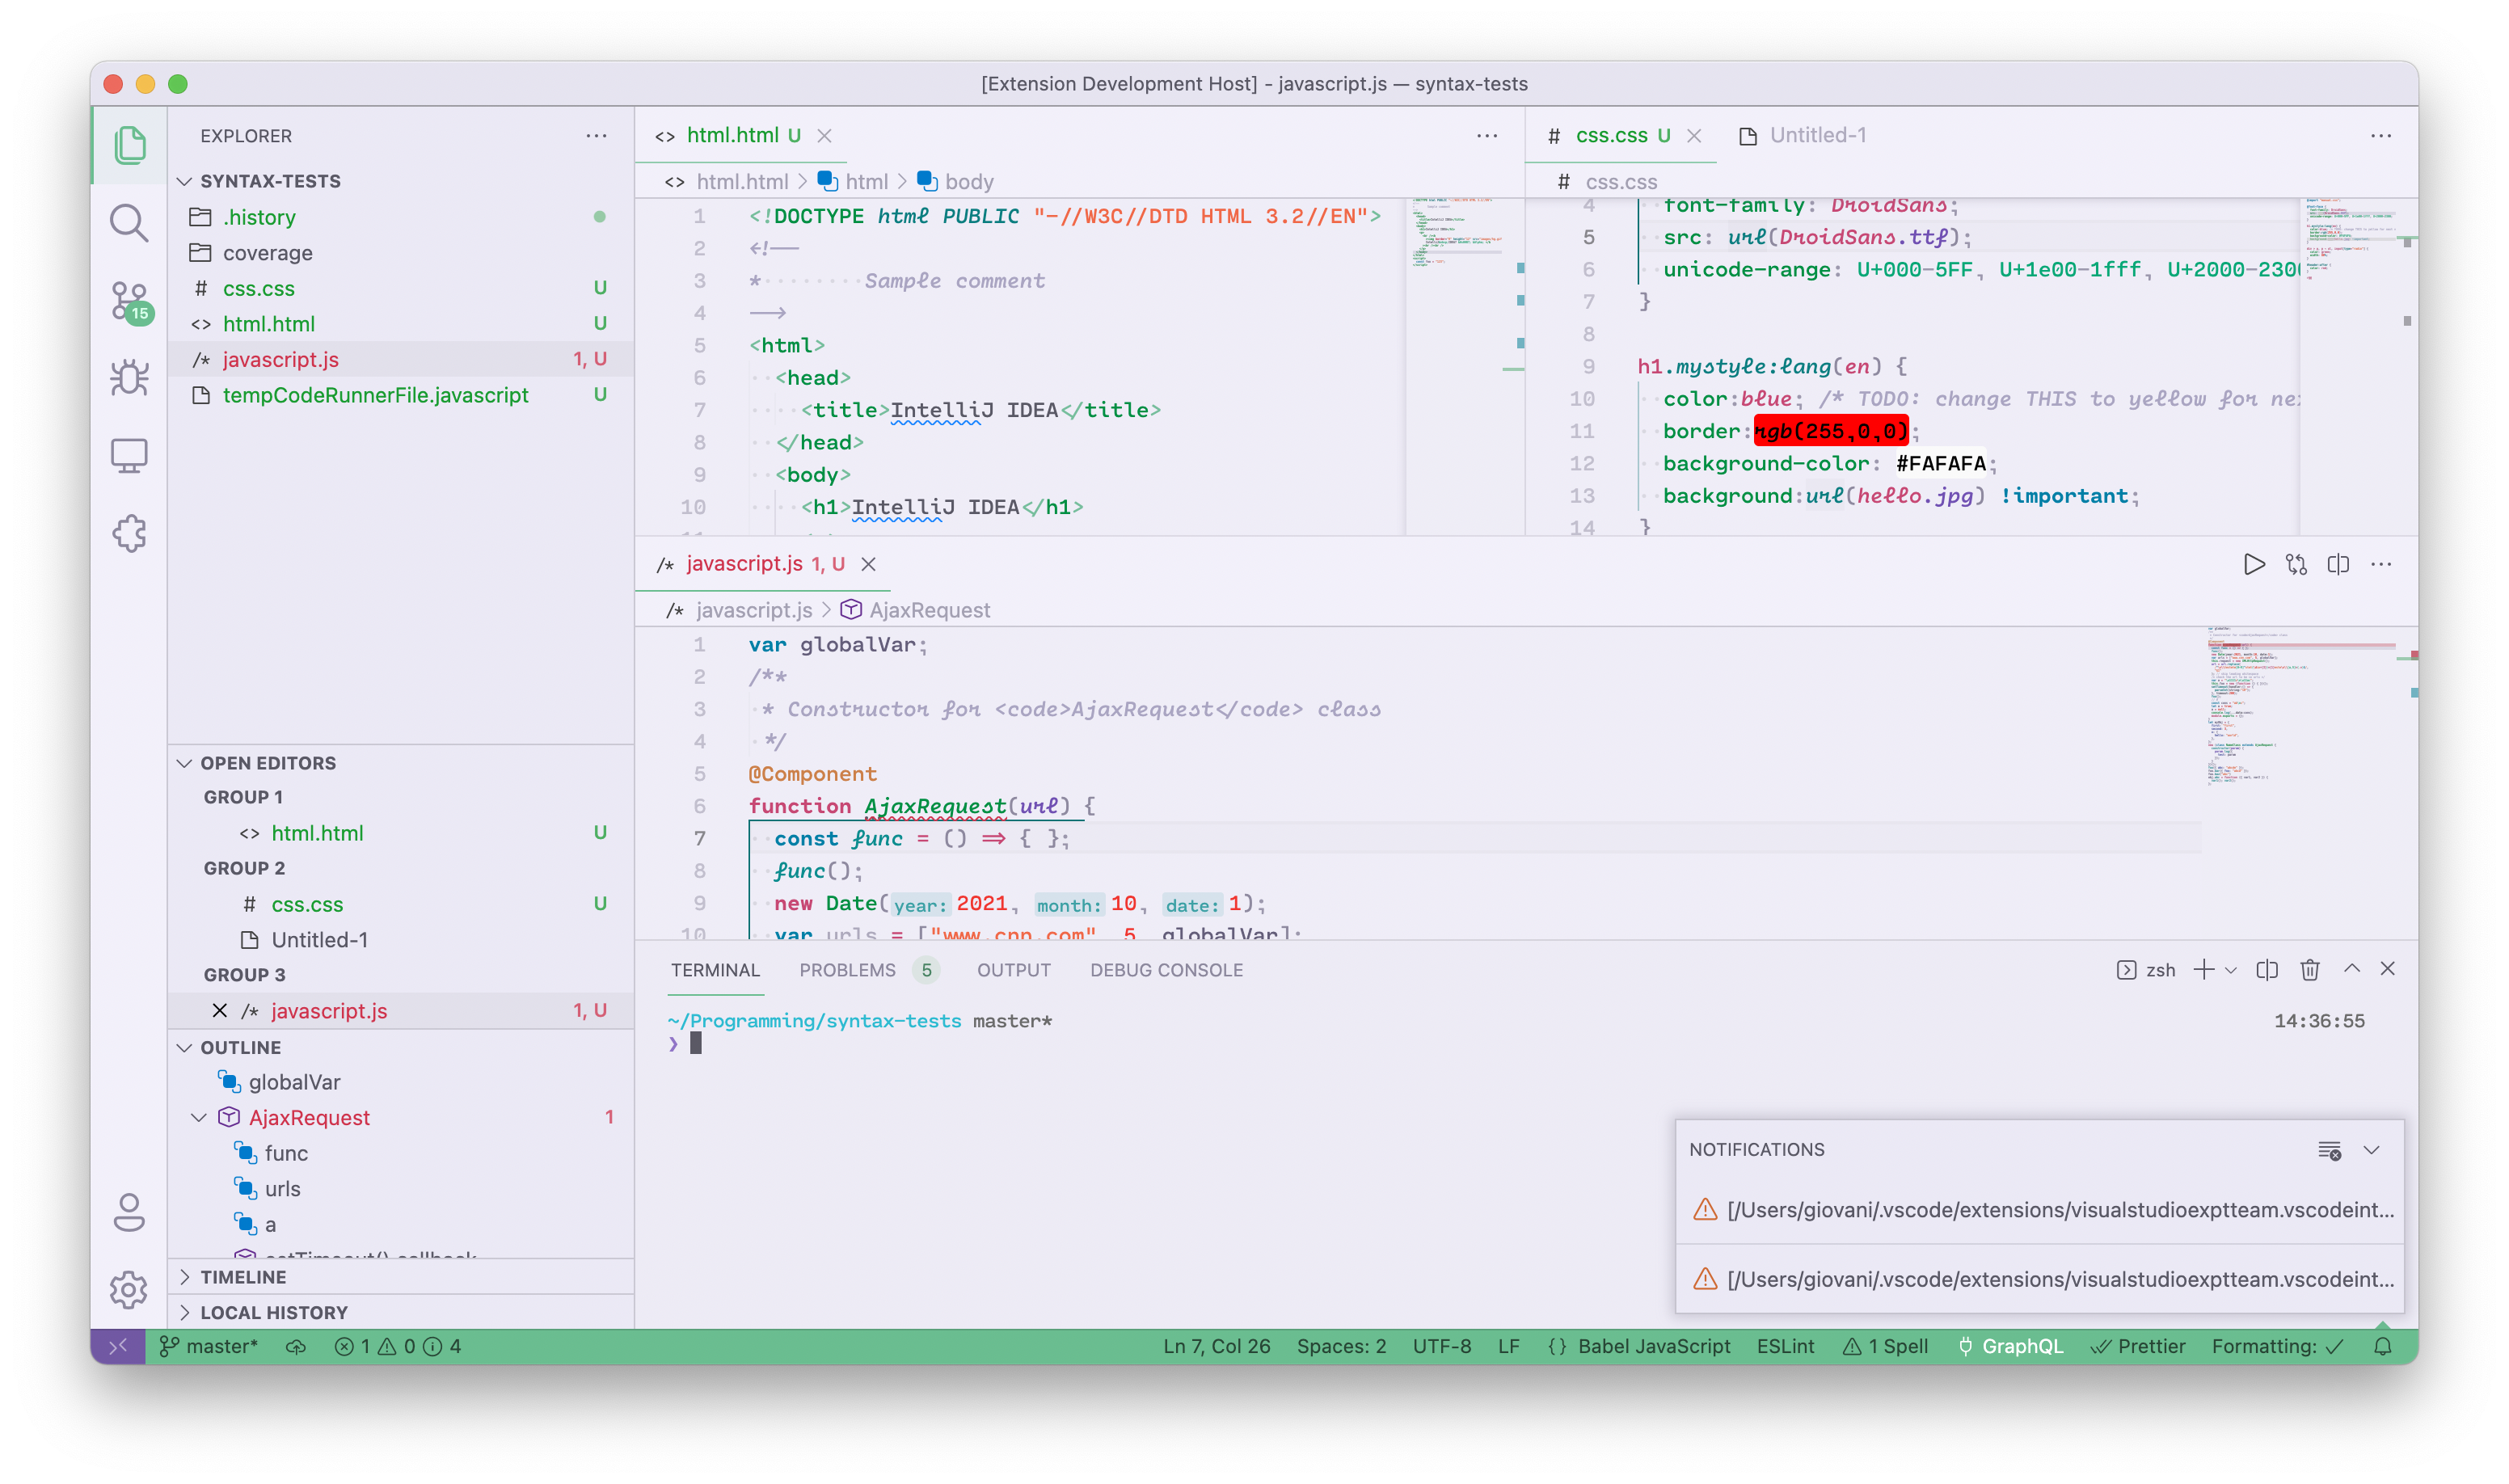 [Extension Development Host] - javascript.js — syntax-tests
EXPLORER
SYNTAX-TESTS
.history
coverage
# css.css U
<> html.html U
/* javascript.js 1, U
tempCodeRunnerFile.javascript U
15
OPEN EDITORS
GROUP 1
<> html.html U
GROUP 2
# css.css U
Untitled-1
GROUP 3
/* javascript.js 1, U
OUTLINE
globalVar
AjaxRequest 1
func
urls
a
setTimeout() callback
TIMELINE
LOCAL HISTORY
<> html.html U
<> html.html > html > body
1 <!DOCTYPE html PUBLIC "-//W3C//DTD HTML 3.2//EN">
2 <!--
3 * Sample comment
4 -->
5 <html>
6 <head>
7 <title>IntelliJ IDEA</title>
8 </head>
9 <body>
10 <h1>IntelliJ IDEA</h1>
# css.css U Untitled-1
# css.css
4 font-family: DroidSans;
5 src: url(DroidSans.ttf);
6 unicode-range: U+000-5FF, U+1e00-1fff, U+2000-2300
7 }
8
9 h1.mystyle:lang(en) {
10 color:blue; /* TODO: change THIS to yellow for ne
11 border:rgb(255,0,0);
12 background-color: #FAFAFA;
13 background:url(hello.jpg) !important;
14 }
/* javascript.js 1, U
/* javascript.js > AjaxRequest
1 var globalVar;
2 /**
3 * Constructor for <code>AjaxRequest</code> class
4 */
5 @Component
6 function AjaxRequest(url) {
7 const func = () => { };
8 func();
9 new Date(year: 2021, month: 10, date: 1);
10 var urls = ["www.cnn.com", 5, globalVar];
TERMINAL PROBLEMS 5 OUTPUT DEBUG CONSOLE
zsh
~/Programming/syntax-tests master* 14:36:55
❯
NOTIFICATIONS
[/Users/giovani/.vscode/extensions/visualstudioexptteam.vscodeint...
[/Users/giovani/.vscode/extensions/visualstudioexptteam.vscodeint...
master* 1 0 4
Ln 7, Col 26 Spaces: 2 UTF-8 LF {} Babel JavaScript ESLint 1 Spell GraphQL Prettier Formatting: ✓